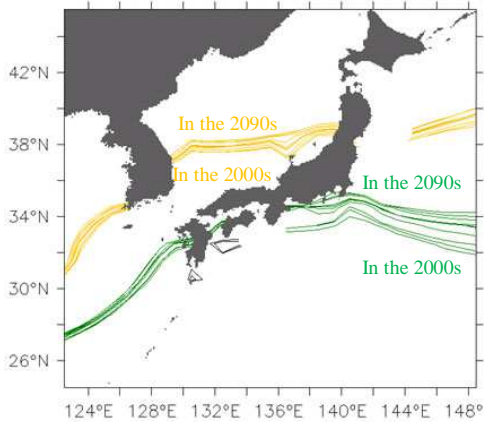 42°N
In the 2090s
38°N
In the 2000s
In the 2090s
34°N
In the 2000s
30°N
26°N
124°E 128°E 132°E 136°E 140°E 144°E 148°E